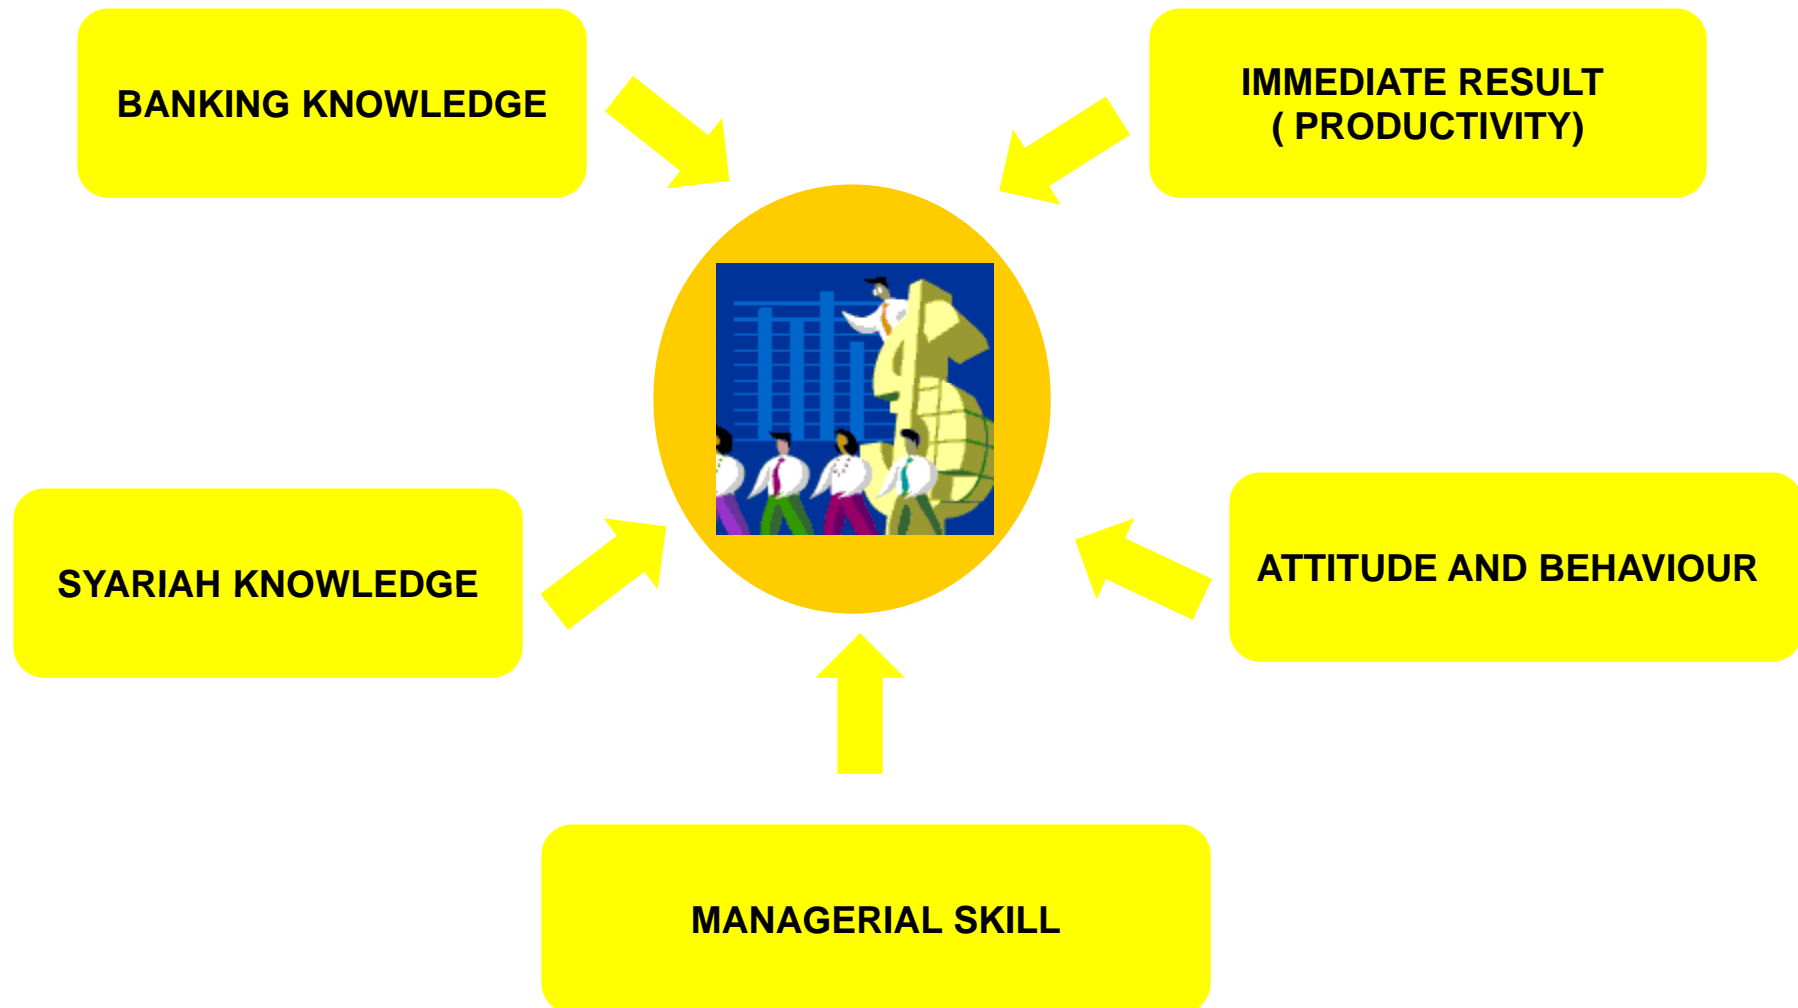 BANKING KNOWLEDGE
IMMEDIATE RESULT
( PRODUCTIVITY)
SYARIAH KNOWLEDGE
ATTITUDE AND BEHAVIOUR
MANAGERIAL SKILL